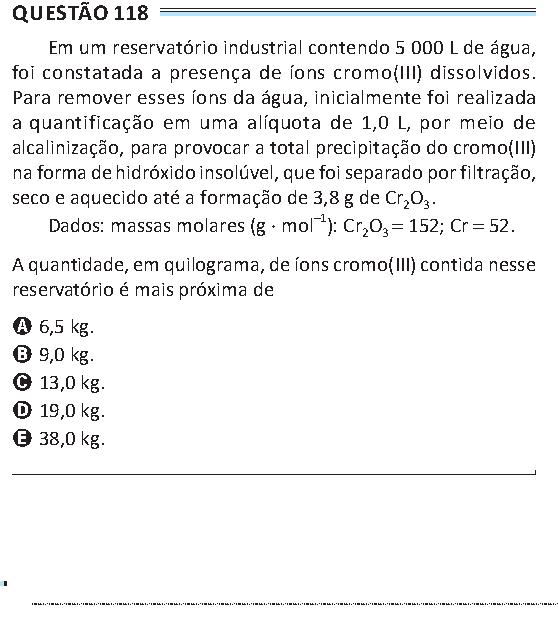 QUESTÃO 118
Em um reservatório industrial contendo 5 000 L de água,
foi constatada a presença de íons cromo(III) dissolvidos.
Para remover esses íons da água, inicialmente foi realizada
a quantificação em uma alíquota de 1,0 L, por meio de
alcalinização, para provocar a total precipitação do cromo(III)
na forma de hidróxido insolúvel, que foi separado por filtração,
seco e aquecido até a formação de 3,8 g de Cr₂O₃.
Dados: massas molares (g · mol⁻¹): Cr₂O₃ = 152; Cr = 52.
A quantidade, em quilograma, de íons cromo(III) contida nesse
reservatório é mais próxima de
A 6,5 kg.
B 9,0 kg.
C 13,0 kg.
D 19,0 kg.
E 38,0 kg.